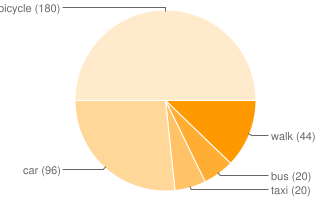 bicycle (180)
walk (44)
car (96)
bus (20)
taxi (20)